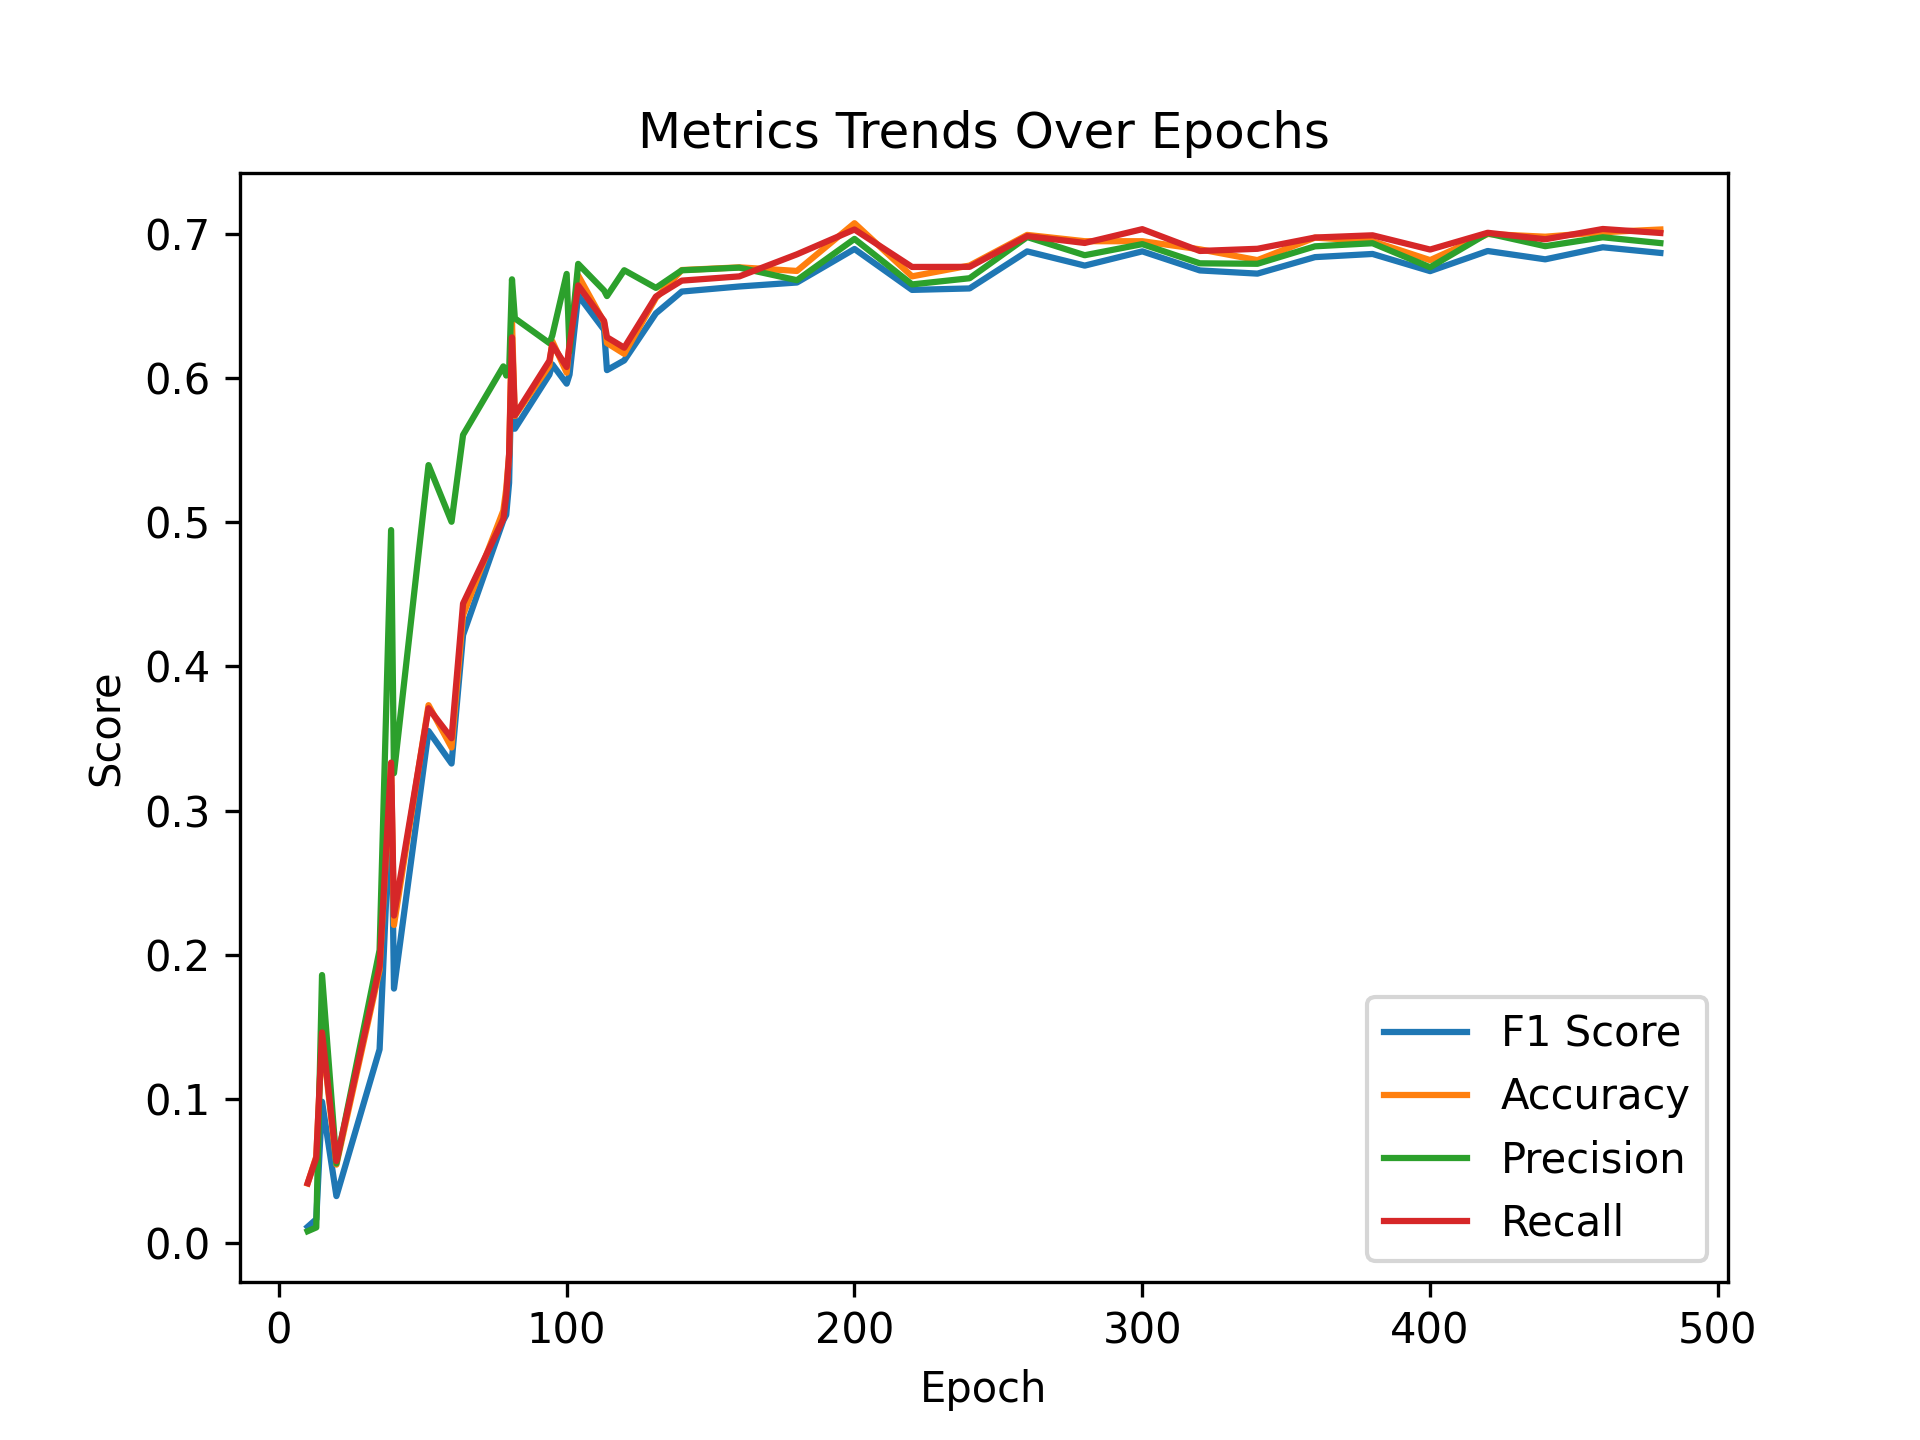 Metrics Trends Over Epochs
0.7
0.6
0.5
0.4
0.3
0.2
0.1
0.0
Score
0 100 200 300 400 500
Epoch
F1 Score
Accuracy
Precision
Recall